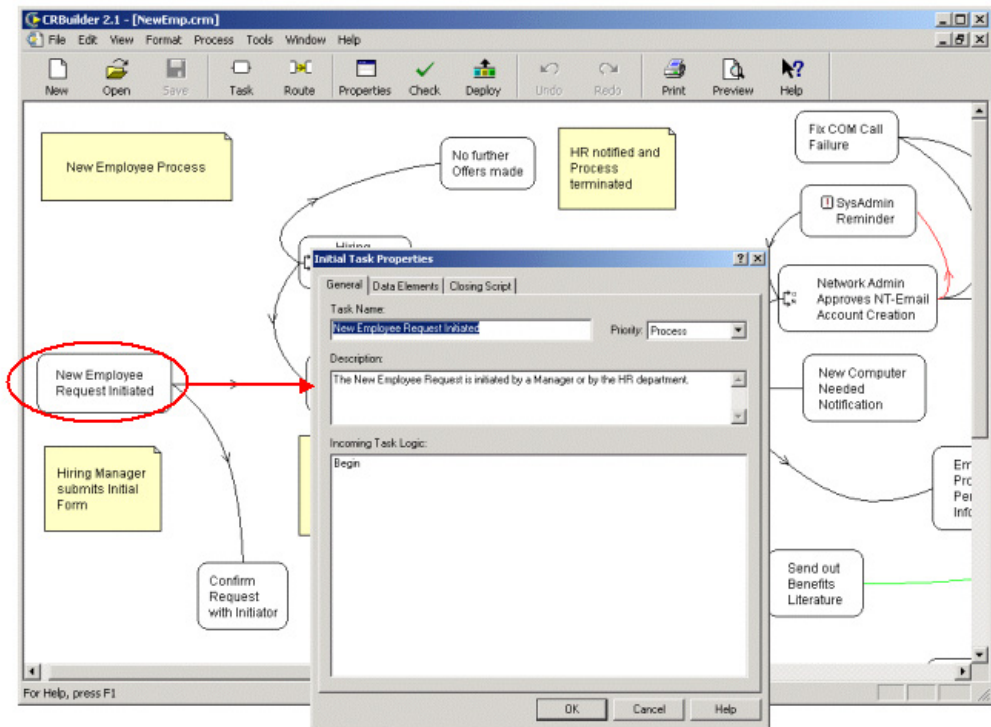 CRBuilder 2.1 - [NewEmp.crm]
File Edit View Format Process Tools Window Help
New Open Save Task Route Properties Check Deploy Undo Redo Print Preview Help
New Employee Process
No further
Offers made
HR notified and
Process
terminated
Fix COM Call
Failure
SysAdmin
Reminder
Hiring
Network Admin
Approves NT-Email
Account Creation
New Employee
Request Initiated
New Computer
Needed
Notification
Hiring Manager
submits Initial
Form
Confirm
Request
with Initiator
Send out
Benefits
Literature
Em
Pro
Per
Info
Initial Task Properties
General Data Elements Closing Script
Task Name:
New Employee Request Initiated
Priority: Process
Description:
The New Employee Request is initiated by a Manager or by the HR department.
Incoming Task Logic:
Begin
OK Cancel Help
For Help, press F1